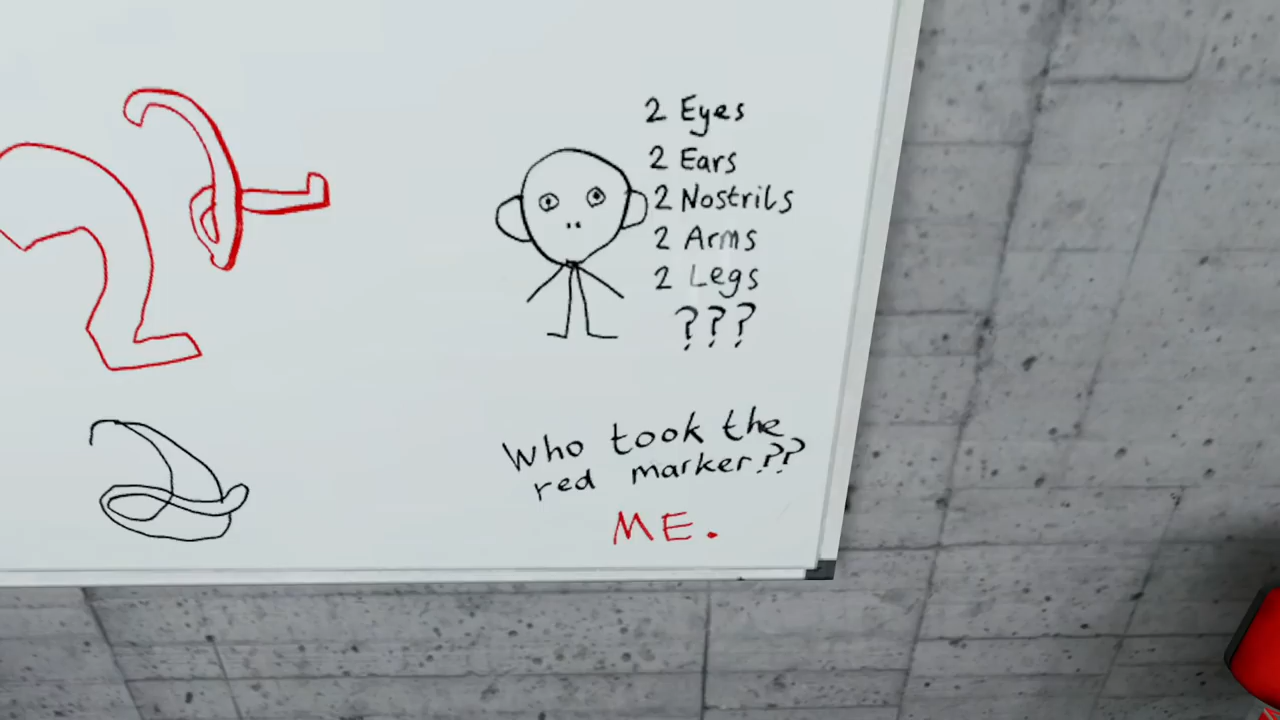 2 Eyes
2 Ears
2 Nostrils
2 Arms
2 Legs
???
Who took the
red marker??
ME.